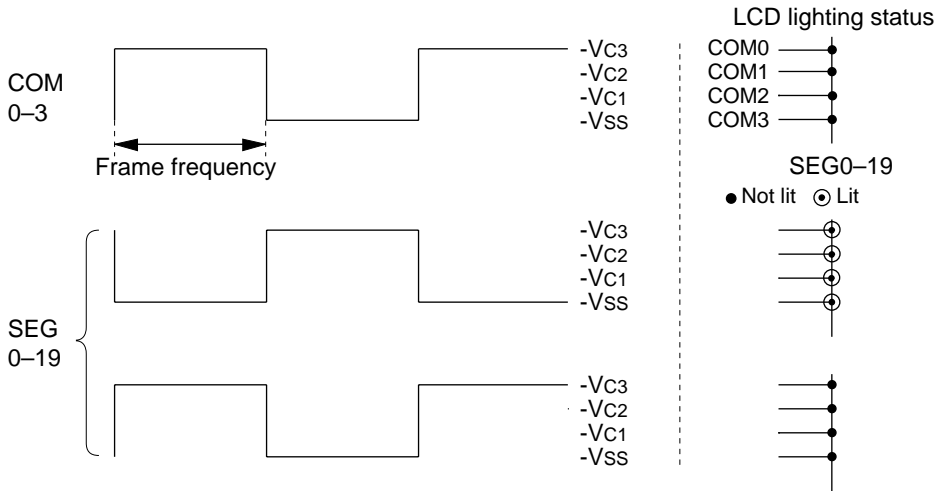 LCD lighting status
COM
0–3
-VC3
-VC2
-VC1
-VSS
Frame frequency
COM0
COM1
COM2
COM3
SEG0–19
● Not lit ◉ Lit
SEG
0–19
-VC3
-VC2
-VC1
-VSS
-VC3
-VC2
-VC1
-VSS